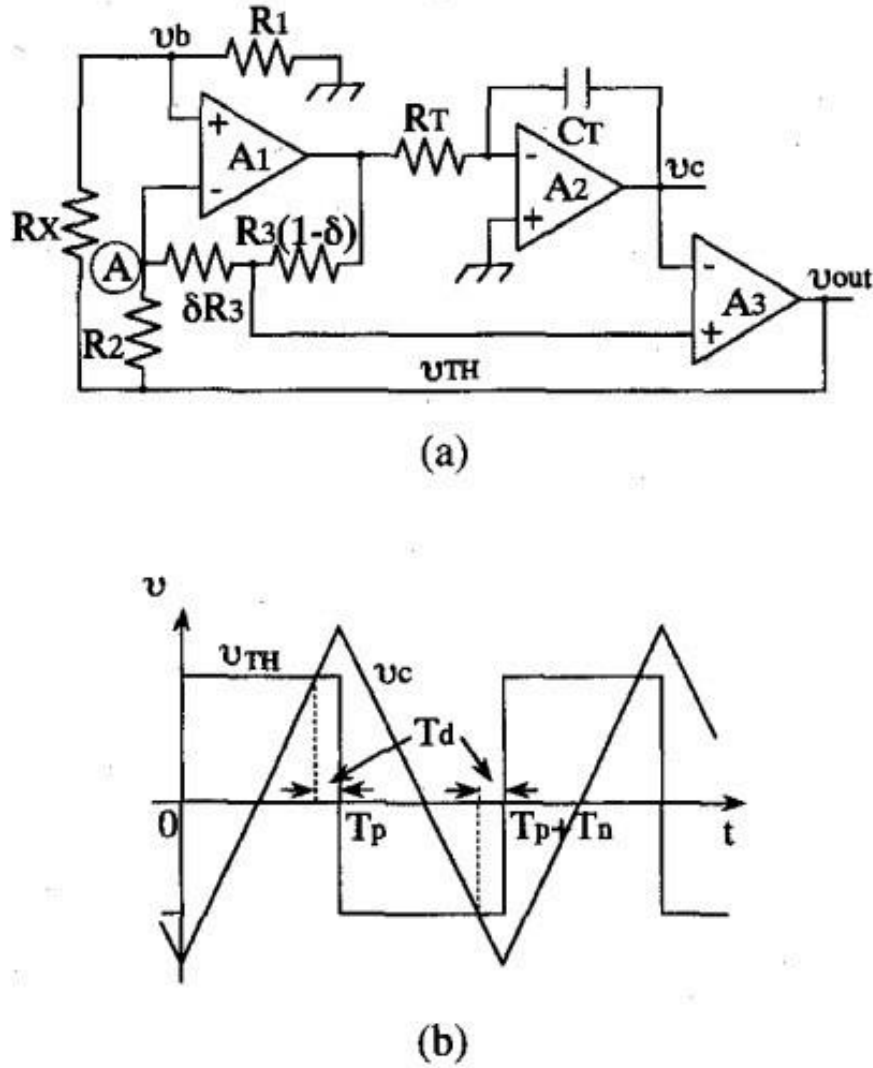 υb R1
+ A1 -
RT
CT
- A2 +
υc
RX
A
R3(1-δ)
δR3
R2
- A3 +
υout
υTH
(a)
υ
υTH
υc
Td
0 Tp Tp+Tn t
(b)